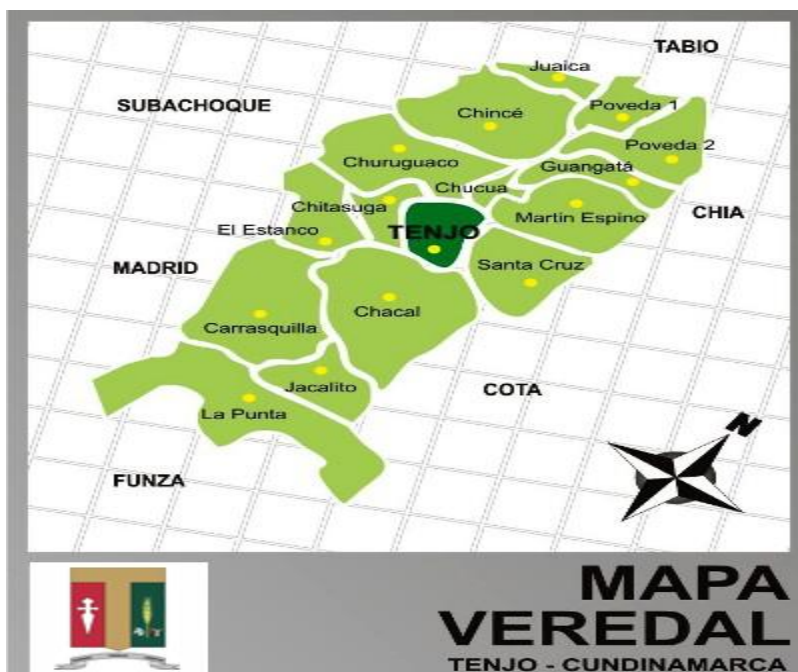 TABIO
Juaica
SUBACHOQUE
Poveda 1
Chincé
Poveda 2
Churuguaco
Guangatá
Chucua
Chitasuga
Martin Espino
CHIA
El Estanco
TENJO
Santa Cruz
MADRID
Chacal
Carrasquilla
Jacalito
COTA
La Punta
N
FUNZA
MAPA
VEREDAL
TENJO - CUNDINAMARCA